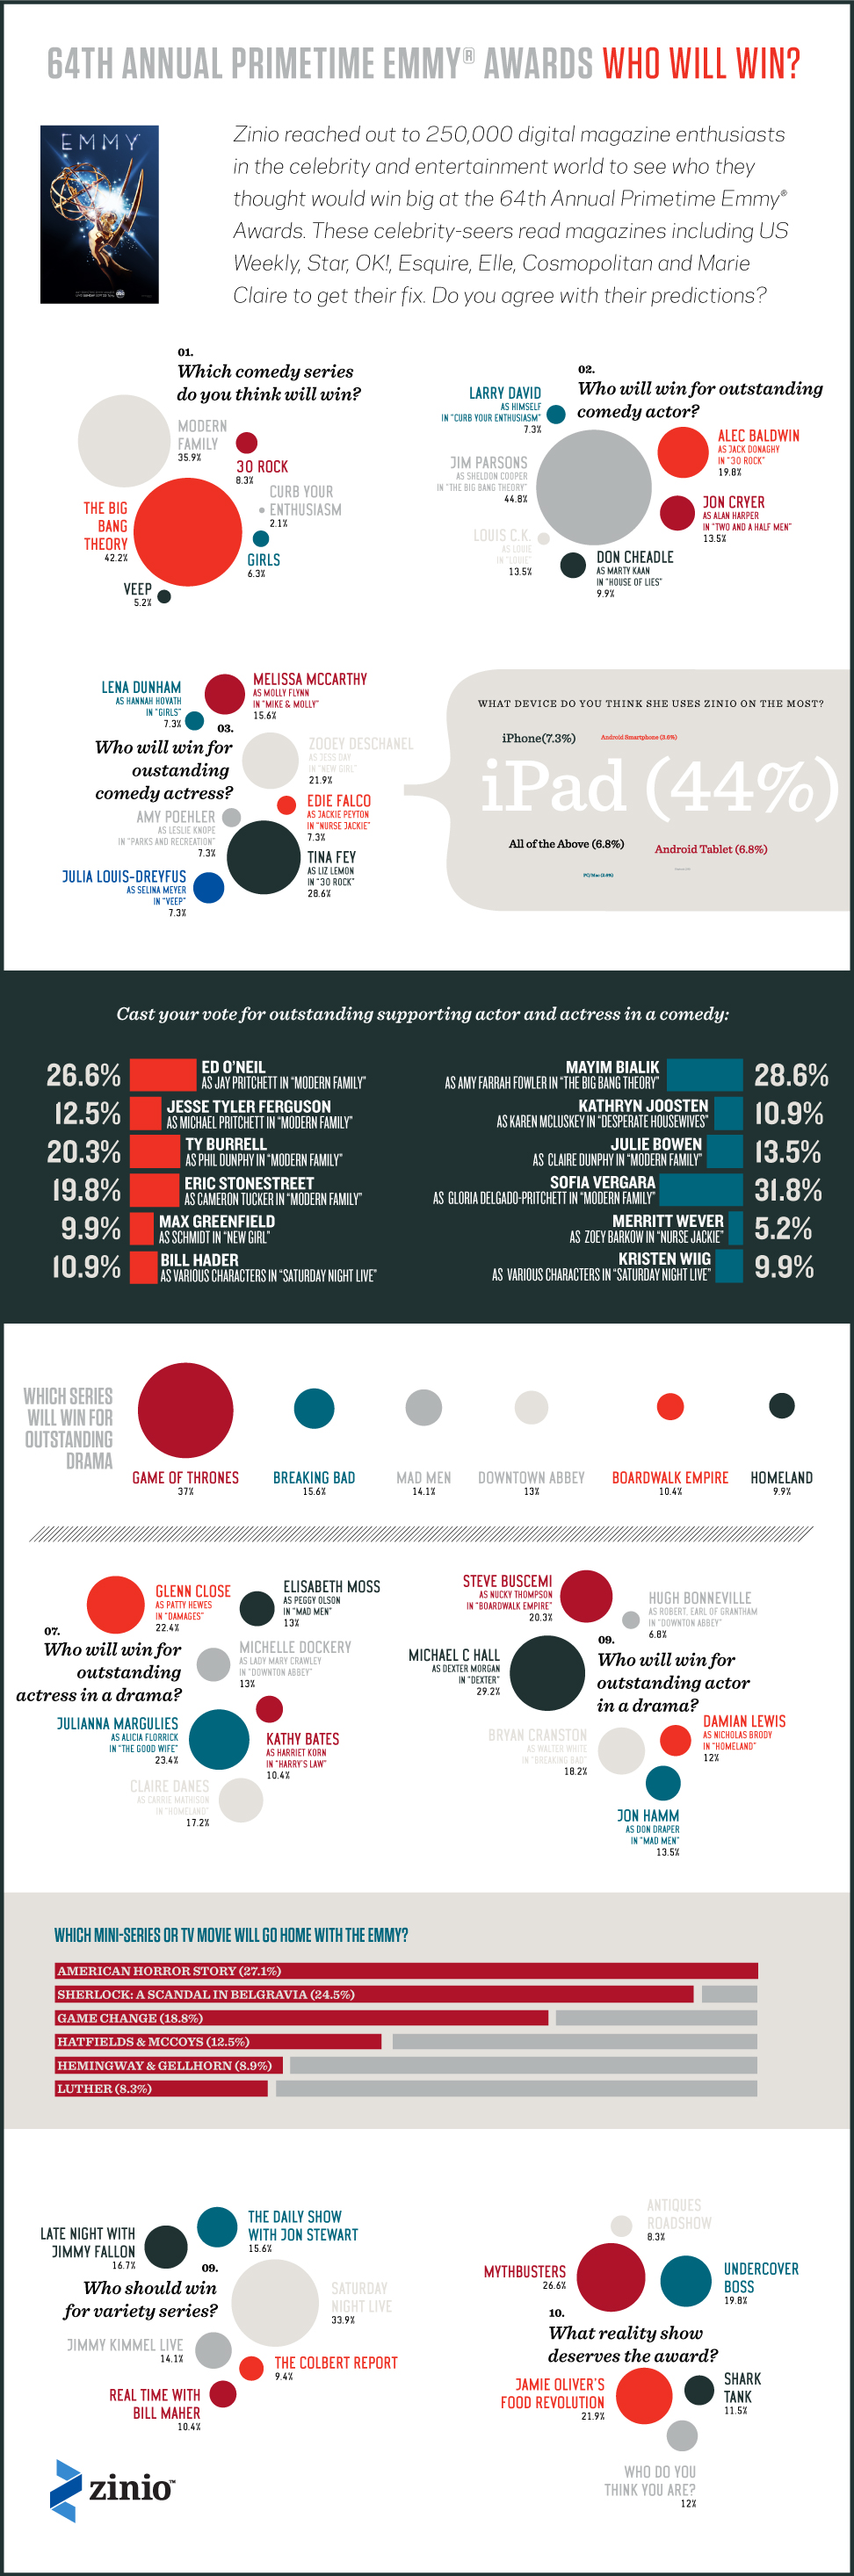 64TH ANNUAL PRIMETIME EMMY® AWARDS WHO WILL WIN?
EMMY
Zinio reached out to 250,000 digital magazine enthusiasts
in the celebrity and entertainment world to see who they
thought would win big at the 64th Annual Primetime Emmy®
Awards. These celebrity-seers read magazines including US
Weekly, Star, OK!, Esquire, Elle, Cosmopolitan and Marie
Claire to get their fix. Do you agree with their predictions?
01.
Which comedy series
do you think will win?
MODERN
FAMILY
35.9%
30 ROCK
8.3%
CURB YOUR
ENTHUSIASM
2.1%
THE BIG
BANG
THEORY
42.2%
GIRLS
6.3%
VEEP
5.2%
02.
Who will win for outstanding
comedy actor?
LARRY DAVID
AS HIMSELF
IN "CURB YOUR ENTHUSIASM"
7.3%
ALEC BALDWIN
AS JACK DONAGHY
IN "30 ROCK"
19.8%
JIM PARSONS
AS SHELDON COOPER
IN "THE BIG BANG THEORY"
44.8%
JON CRYER
AS ALAN HARPER
IN "TWO AND A HALF MEN"
13.5%
LOUIS C.K.
AS LOUIE
IN "LOUIE"
13.5%
DON CHEADLE
AS MARTY KAAN
IN "HOUSE OF LIES"
9.9%
LENA DUNHAM
AS HANNAH HOVATH
IN "GIRLS"
7.3%
MELISSA MCCARTHY
AS MOLLY FLYNN
IN "MIKE & MOLLY"
15.6%
03.
Who will win for
oustanding
comedy actress?
ZOOEY DESCHANEL
AS JESS DAY
IN "NEW GIRL"
21.9%
EDIE FALCO
AS JACKIE PEYTON
IN "NURSE JACKIE"
7.3%
AMY POEHLER
AS LESLIE KNOPE
IN "PARKS AND RECREATION"
7.3%
TINA FEY
AS LIZ LEMON
IN "30 ROCK"
28.6%
JULIA LOUIS-DREYFUS
AS SELINA MEYER
IN "VEEP"
7.3%
WHAT DEVICE DO YOU THINK SHE USES ZINIO ON THE MOST?
iPhone(7.3%)
Android Smartphone (3.6%)
iPad (44%)
All of the Above (6.8%)
Android Tablet (6.8%)
Cast your vote for outstanding supporting actor and actress in a comedy:
26.6% ED O'NEIL
AS JAY PRITCHETT IN "MODERN FAMILY"
12.5% JESSE TYLER FERGUSON
AS MICHAEL PRITCHETT IN "MODERN FAMILY"
20.3% TY BURRELL
AS PHIL DUNPHY IN "MODERN FAMILY"
19.8% ERIC STONESTREET
AS CAMERON TUCKER IN "MODERN FAMILY"
9.9% MAX GREENFIELD
AS SCHMIDT IN "NEW GIRL"
10.9% BILL HADER
AS VARIOUS CHARACTERS IN "SATURDAY NIGHT LIVE"
MAYIM BIALIK 28.6%
AS AMY FARRAH FOWLER IN "THE BIG BANG THEORY"
KATHRYN JOOSTEN 10.9%
AS KAREN MCLUSKEY IN "DESPERATE HOUSEWIVES"
JULIE BOWEN 13.5%
AS CLAIRE DUNPHY IN "MODERN FAMILY"
SOFIA VERGARA 31.8%
AS GLORIA DELGADO-PRITCHETT IN "MODERN FAMILY"
MERRITT WEVER 5.2%
AS ZOEY BARKOW IN "NURSE JACKIE"
KRISTEN WIIG 9.9%
AS VARIOUS CHARACTERS IN "SATURDAY NIGHT LIVE"
WHICH SERIES
WILL WIN FOR
OUTSTANDING
DRAMA
GAME OF THRONES
37%
BREAKING BAD
15.6%
MAD MEN
14.1%
DOWNTOWN ABBEY
13%
BOARDWALK EMPIRE
10.4%
HOMELAND
9.9%
GLENN CLOSE
AS PATTY HEWES
IN "DAMAGES"
22.4%
ELISABETH MOSS
AS PEGGY OLSON
IN "MAD MEN"
13%
07.
Who will win for
outstanding
actress in a drama?
MICHELLE DOCKERY
AS LADY MARY CRAWLEY
IN "DOWNTON ABBEY"
13%
JULIANNA MARGULIES
AS ALICIA FLORRICK
IN "THE GOOD WIFE"
23.4%
KATHY BATES
AS HARRIET KORN
IN "HARRY'S LAW"
10.4%
CLAIRE DANES
AS CARRIE MATHISON
IN "HOMELAND"
17.2%
STEVE BUSCEMI
AS NUCKY THOMPSON
IN "BOARDWALK EMPIRE"
20.3%
HUGH BONNEVILLE
AS ROBERT, EARL OF GRANTHAM
IN "DOWNTON ABBEY"
6.8%
09.
Who will win for
outstanding actor
in a drama?
MICHAEL C HALL
AS DEXTER MORGAN
IN "DEXTER"
29.2%
BRYAN CRANSTON
AS WALTER WHITE
IN "BREAKING BAD"
18.2%
DAMIAN LEWIS
AS NICHOLAS BRODY
IN "HOMELAND"
12%
JON HAMM
AS DON DRAPER
IN "MAD MEN"
13.5%
WHICH MINI-SERIES OR TV MOVIE WILL GO HOME WITH THE EMMY?
AMERICAN HORROR STORY (27.1%)
SHERLOCK: A SCANDAL IN BELGRAVIA (24.5%)
GAME CHANGE (18.8%)
HATFIELDS & MCCOYS (12.5%)
HEMINGWAY & GELLHORN (8.9%)
LUTHER (8.3%)
LATE NIGHT WITH
JIMMY FALLON
16.7%
THE DAILY SHOW
WITH JON STEWART
15.6%
09.
Who should win
for variety series?
SATURDAY
NIGHT LIVE
33.9%
JIMMY KIMMEL LIVE
14.1%
THE COLBERT REPORT
9.4%
REAL TIME WITH
BILL MAHER
10.4%
ANTIQUES
ROADSHOW
8.3%
MYTHBUSTERS
26.6%
UNDERCOVER
BOSS
19.8%
10.
What reality show
deserves the award?
JAMIE OLIVER'S
FOOD REVOLUTION
21.9%
SHARK
TANK
11.5%
WHO DO YOU
THINK YOU ARE?
12%
zinio™